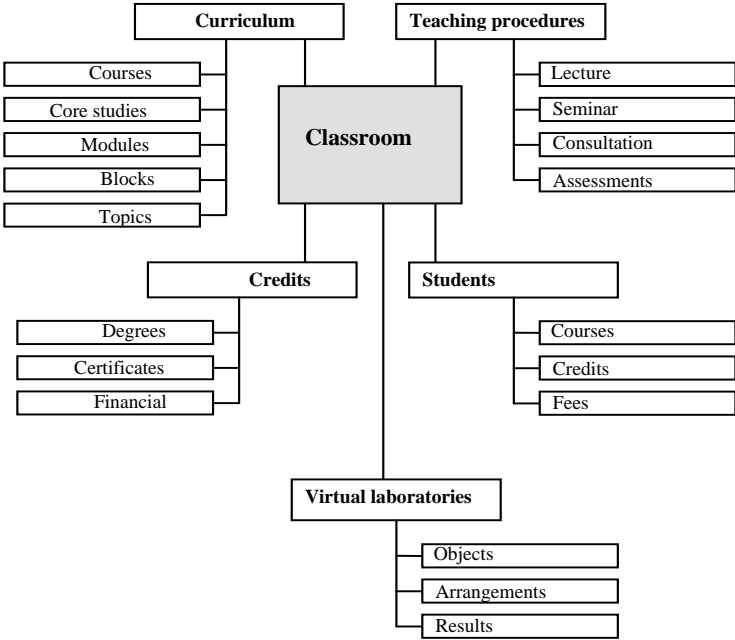 Curriculum
Courses
Core studies
Modules
Blocks
Topics
Teaching procedures
Lecture
Seminar
Consultation
Assessments
Classroom
Credits
Degrees
Certificates
Financial
Students
Courses
Credits
Fees
Virtual laboratories
Objects
Arrangements
Results